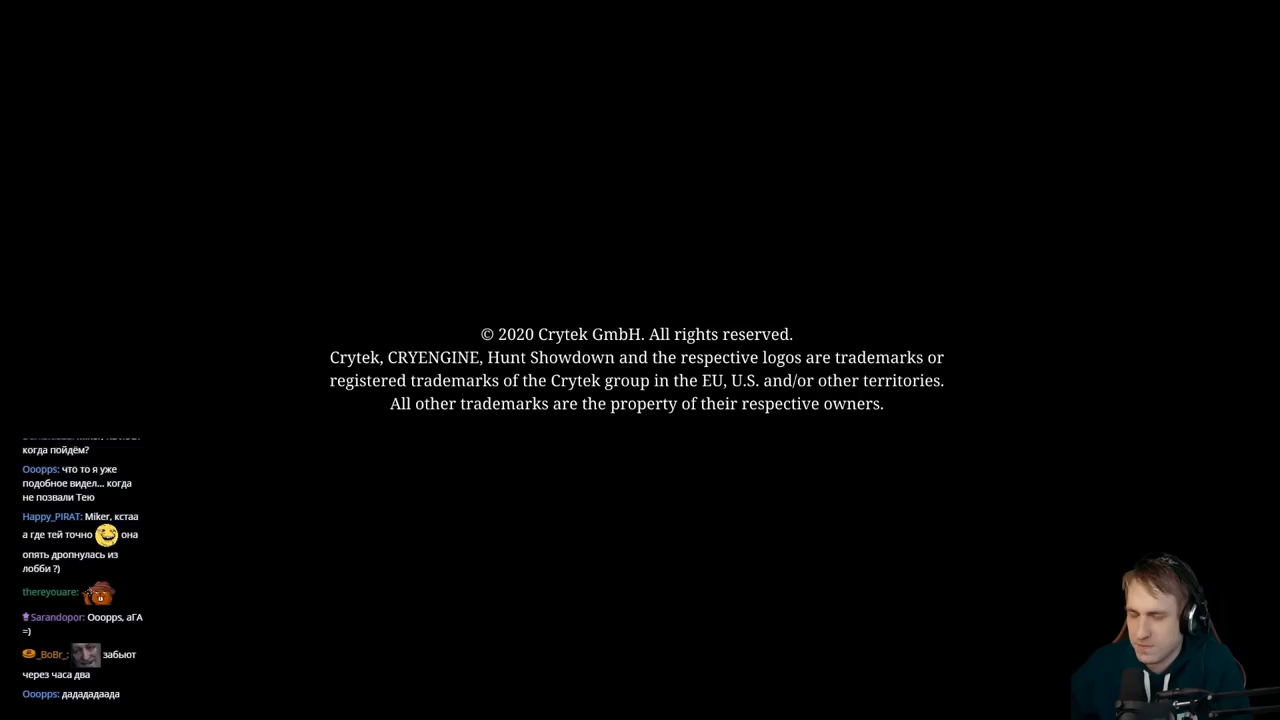 © 2020 Crytek GmbH. All rights reserved.
Crytek, CRYENGINE, Hunt Showdown and the respective logos are trademarks or
registered trademarks of the Crytek group in the EU, U.S. and/or other territories.
All other trademarks are the property of their respective owners.
когда пойдём?
Ooopps: что то я уже
подобное видел... когда
не позвали Тею
Happy_PIRAT: Miker, кстаа
а где тей точно она
опять дропнулась из
лобби ?)
thereyouare:
Sarandopor: Ooopps, аГА
=)
_BoBr_: забьют
через часа два
Ooopps: дадададаада